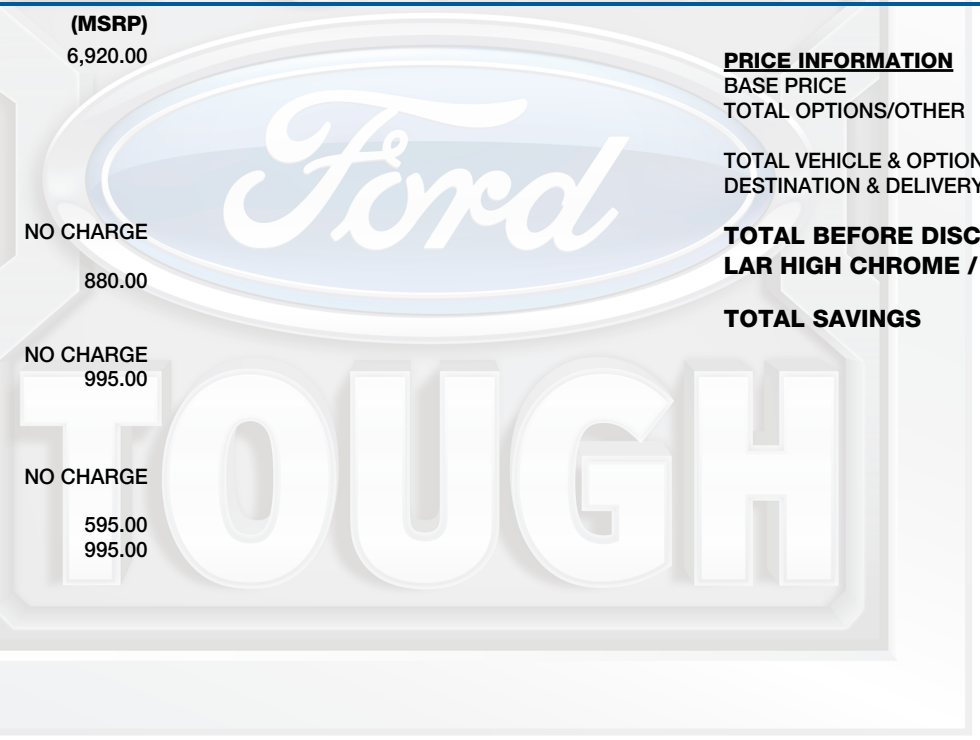 (MSRP)
6,920.00
NO CHARGE
880.00
NO CHARGE
995.00
NO CHARGE
595.00
995.00
PRICE INFORMATION
BASE PRICE
TOTAL OPTIONS/OTHER
TOTAL VEHICLE & OPTION
DESTINATION & DELIVERY
TOTAL BEFORE DISC
LAR HIGH CHROME /
TOTAL SAVINGS
Ford
TOUGH